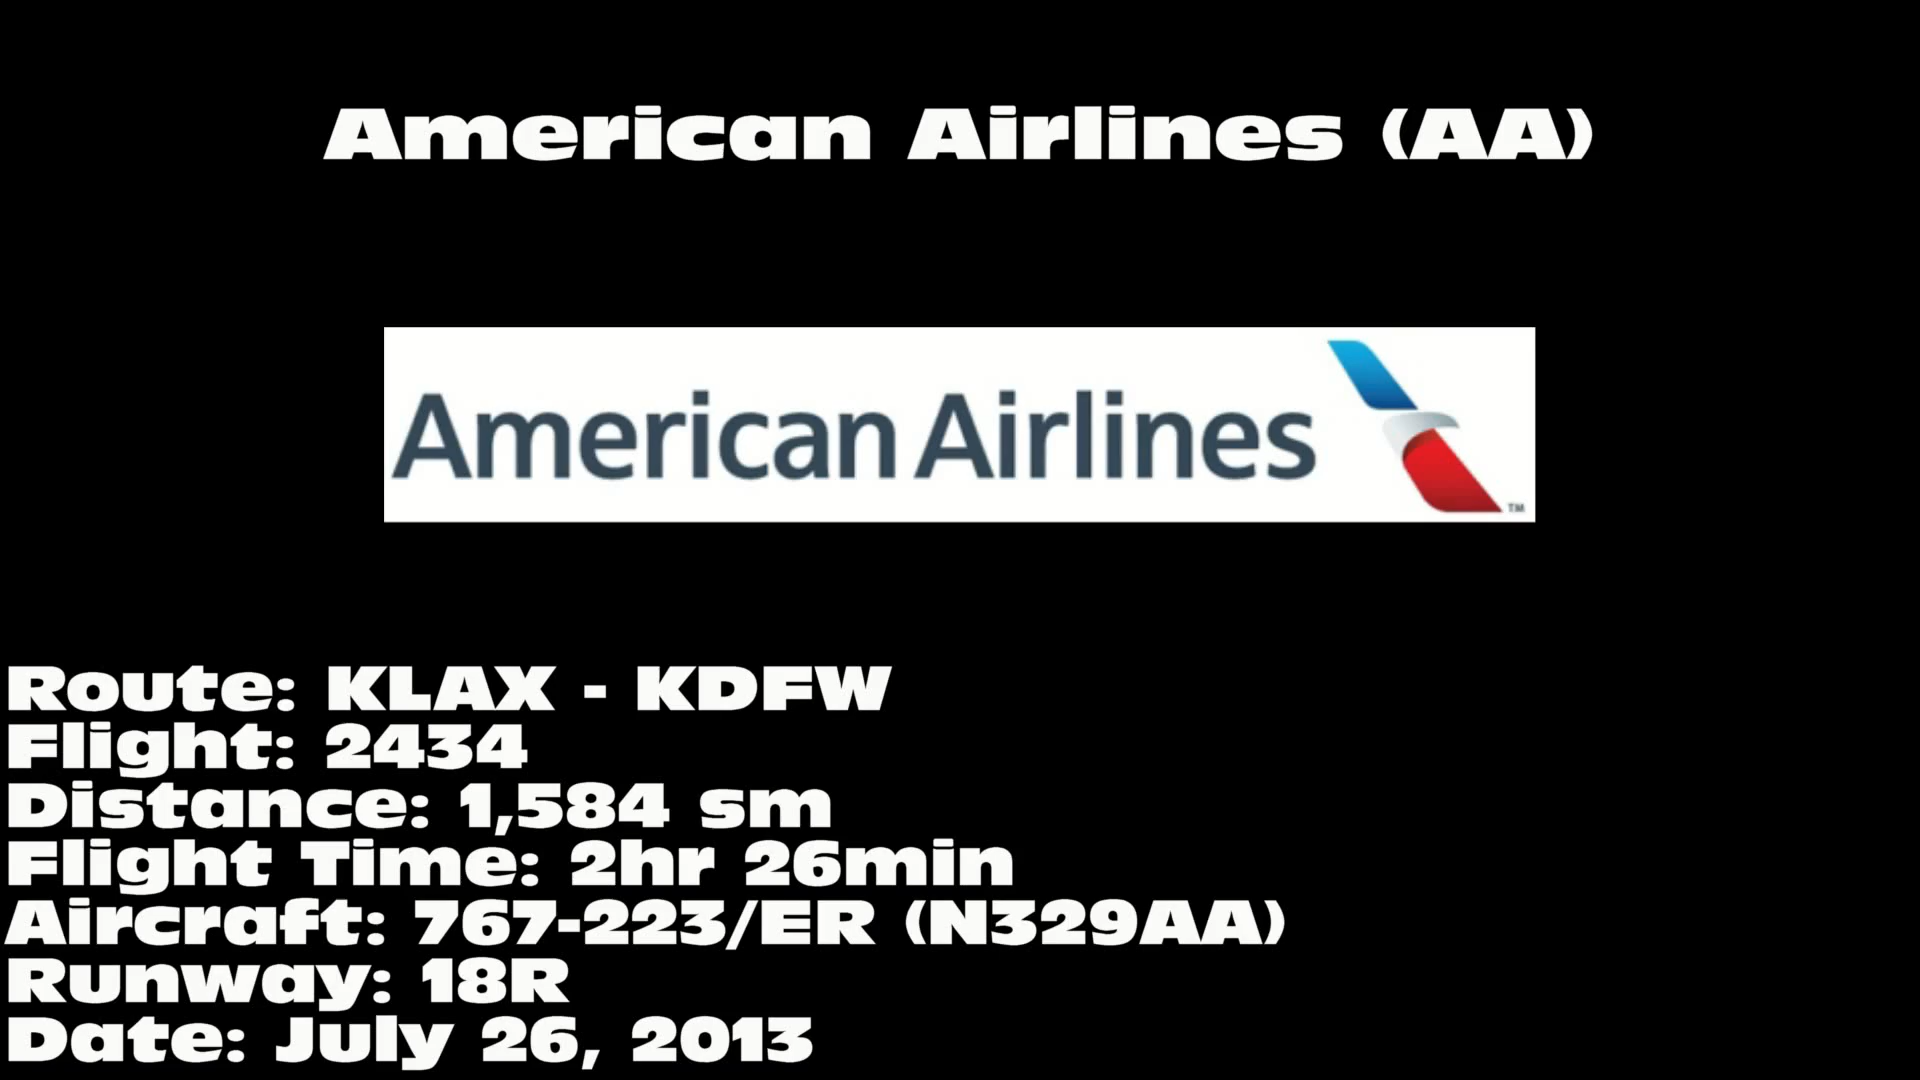 American Airlines (AA)
American Airlines
TM
Route: KLAX - KDFW
Flight: 2434
Distance: 1,584 sm
Flight Time: 2hr 26min
Aircraft: 767-223/ER (N329AA)
Runway: 18R
Date: July 26, 2013